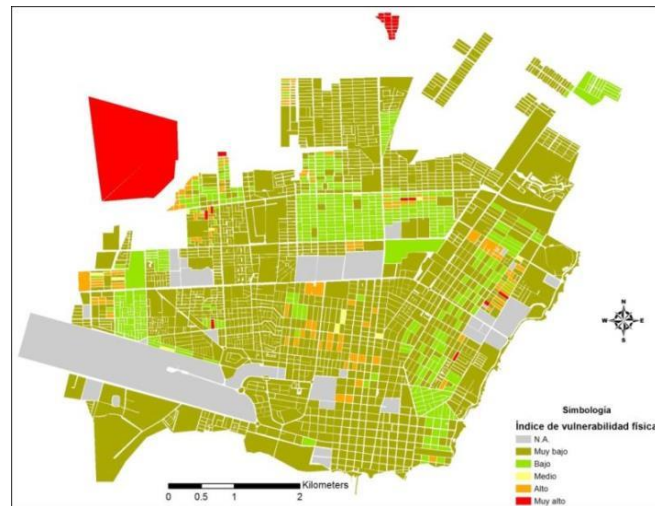 N
W E
S
Simbología
Índice de vulnerabilidad física
N.A.
Muy bajo
Bajo
Medio
Alto
Muy alto
Kilometers
0 0.5 1 2